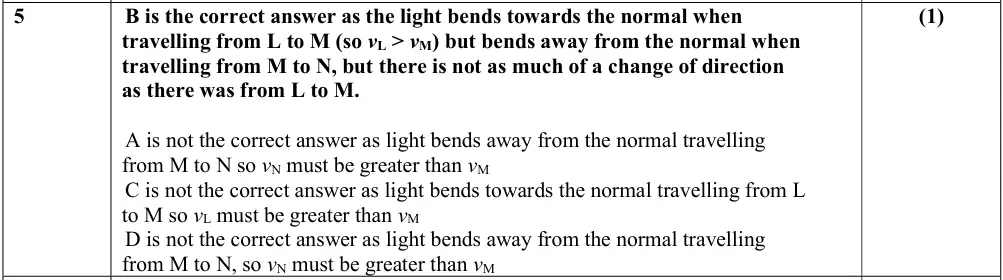 5 B is the correct answer as the light bends towards the normal when (1)
travelling from L to M (so vL > vM) but bends away from the normal when
travelling from M to N, but there is not as much of a change of direction
as there was from L to M.
A is not the correct answer as light bends away from the normal travelling
from M to N so vN must be greater than vM
C is not the correct answer as light bends towards the normal travelling from L
to M so vL must be greater than vM
D is not the correct answer as light bends away from the normal travelling
from M to N, so vN must be greater than vM